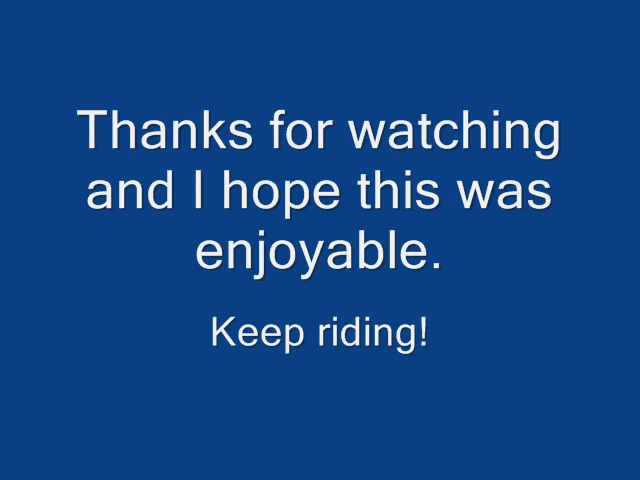 Thanks for watching
and I hope this was
enjoyable.
Keep riding!